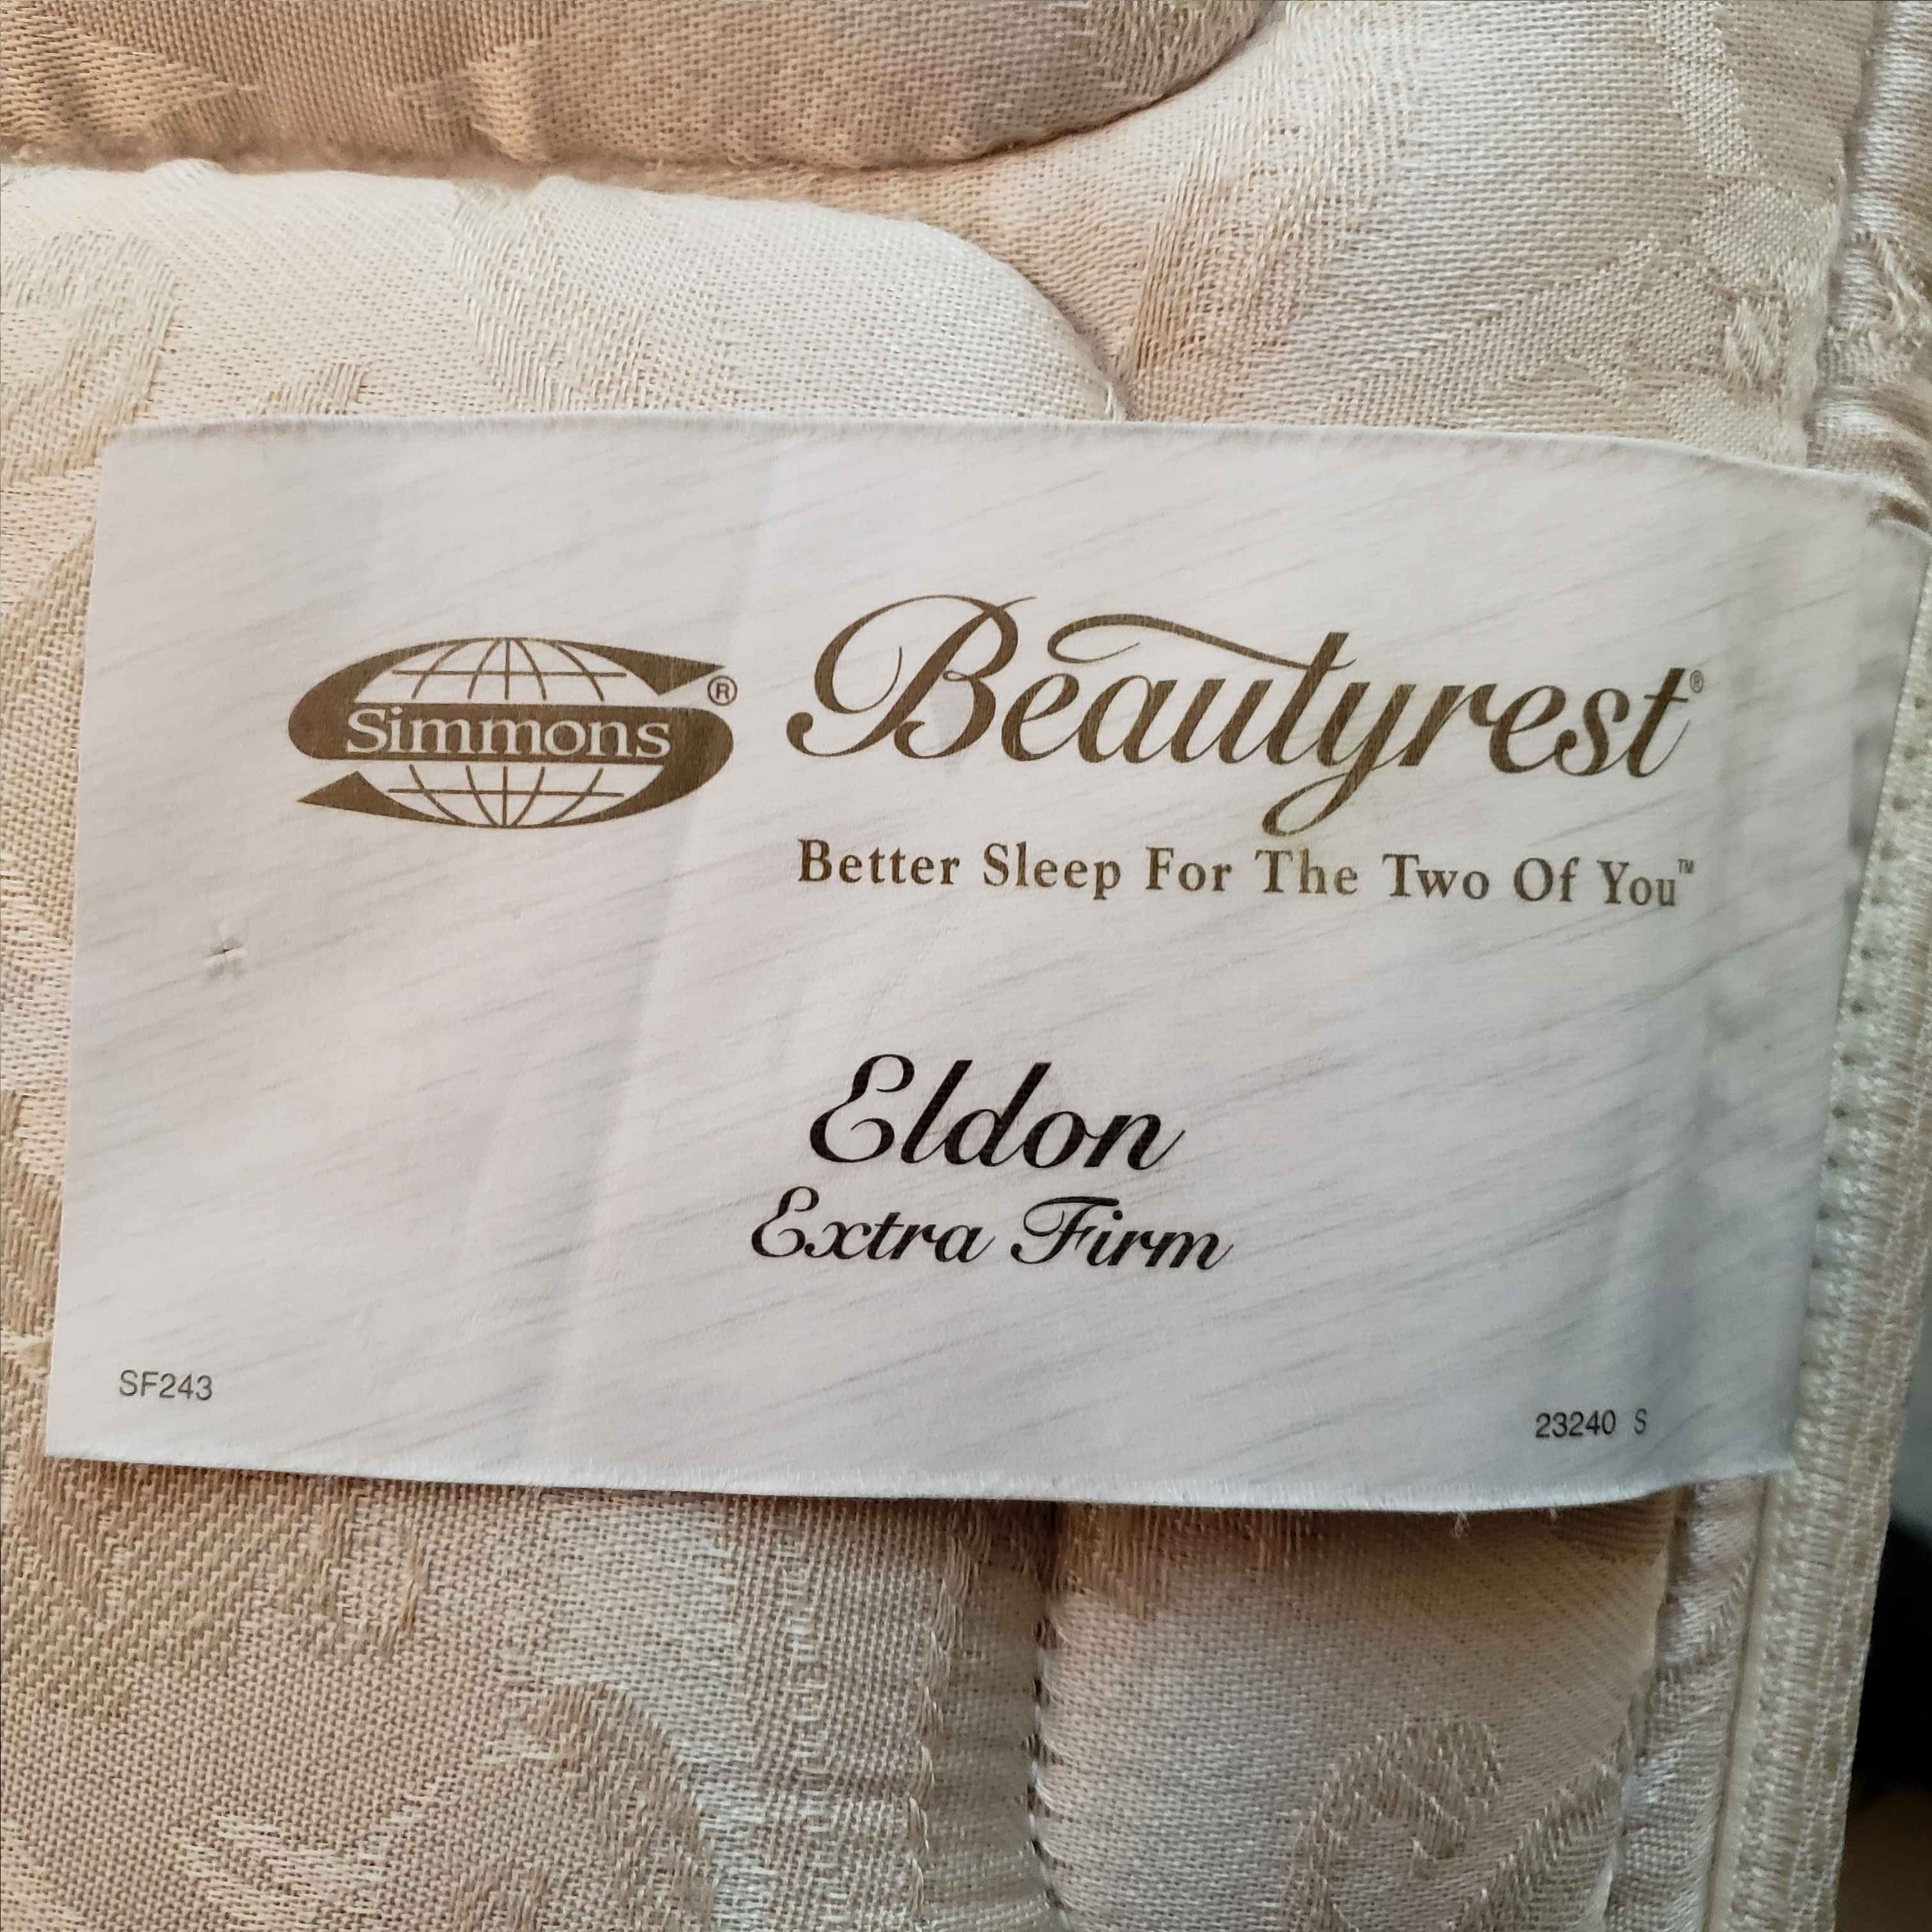 Simmons®
Beautyrest®
Better Sleep For The Two Of You™
Eldon
Extra Firm
SF243
23240 S